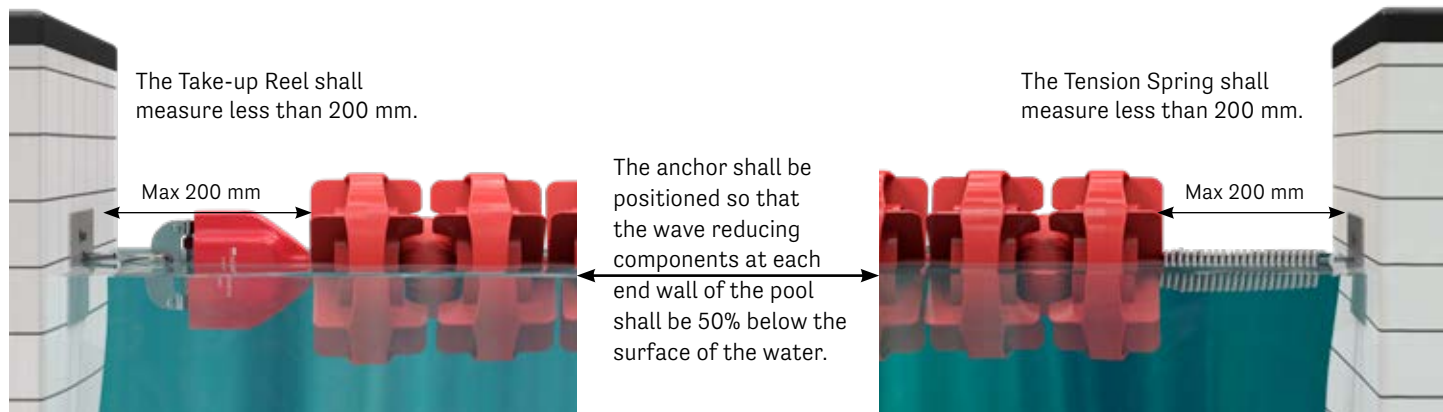 The Take-up Reel shall
measure less than 200 mm.
Max 200 mm
The anchor shall be
positioned so that
the wave reducing
components at each
end wall of the pool
shall be 50% below the
surface of the water.
The Tension Spring shall
measure less than 200 mm.
Max 200 mm